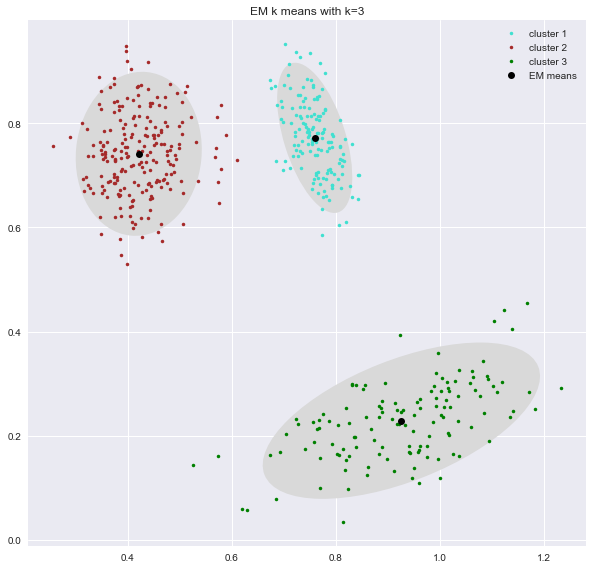 EM k means with k=3
cluster 1
cluster 2
cluster 3
EM means
0.8
0.6
0.4
0.2
0.0
0.4 0.6 0.8 1.0 1.2